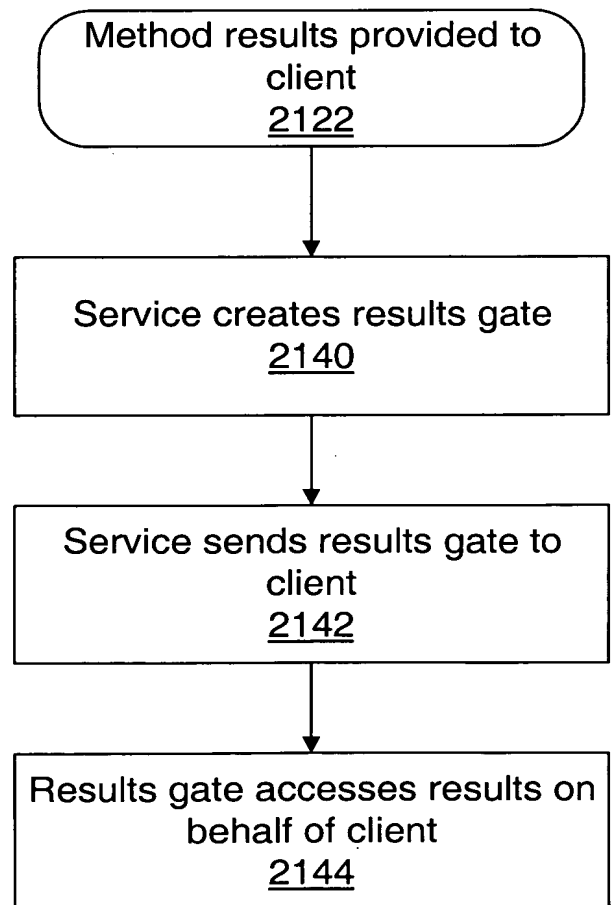 Method results provided to
client
2122
Service creates results gate
2140
Service sends results gate to
client
2142
Results gate accesses results on
behalf of client
2144